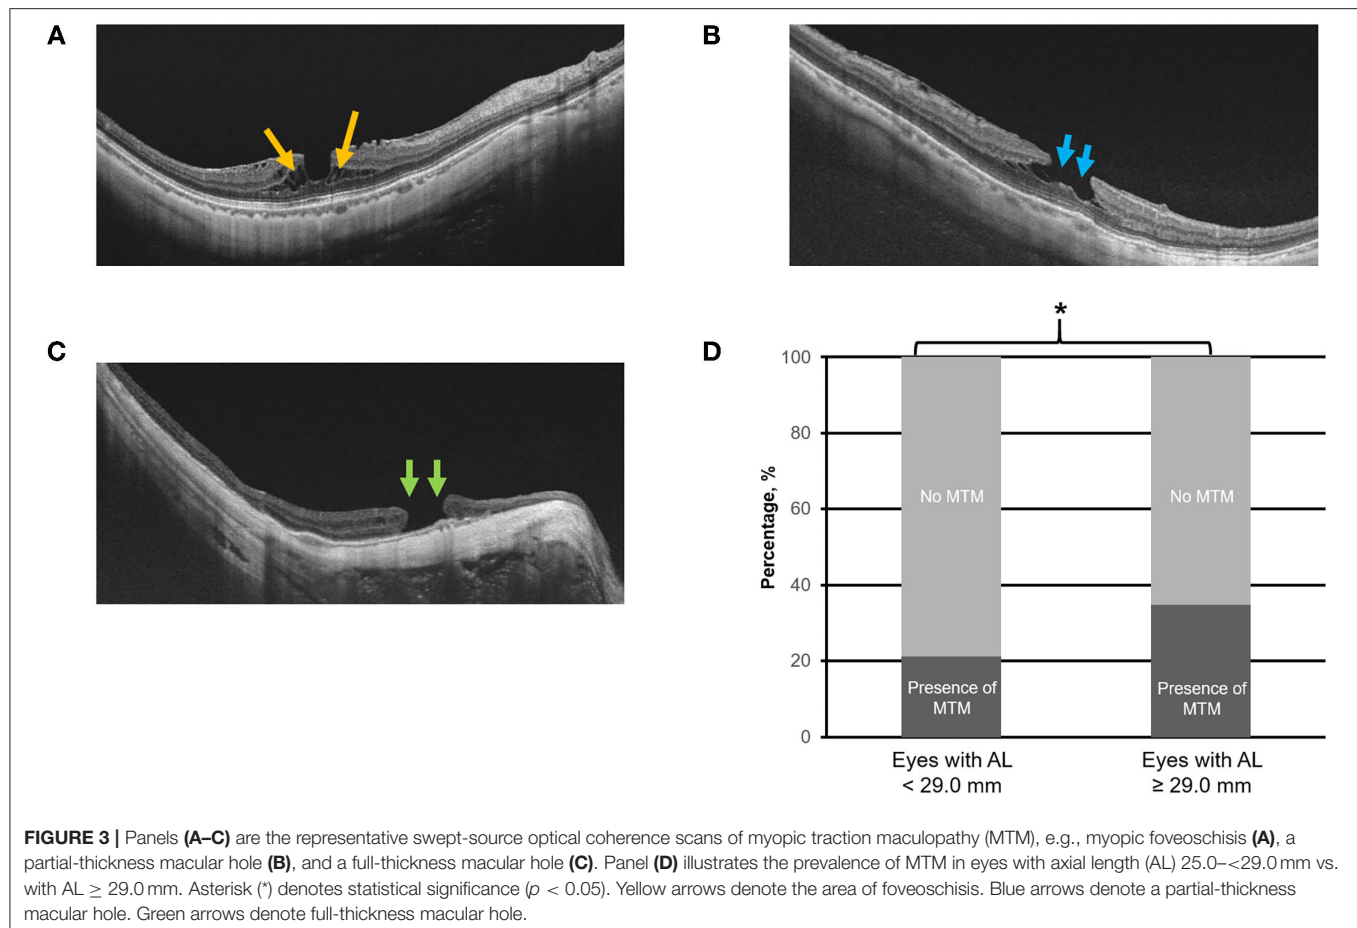 A
B
C
D
*
100
80
60
40
20
0
Percentage, %
No MTM
No MTM
Presence of
MTM
Presence of
MTM
Eyes with AL
< 29.0 mm
Eyes with AL
≥ 29.0 mm
FIGURE 3 | Panels (A–C) are the representative swept-source optical coherence scans of myopic traction maculopathy (MTM), e.g., myopic foveoschisis (A), a
partial-thickness macular hole (B), and a full-thickness macular hole (C). Panel (D) illustrates the prevalence of MTM in eyes with axial length (AL) 25.0–<29.0 mm vs.
with AL ≥ 29.0 mm. Asterisk (*) denotes statistical significance (p < 0.05). Yellow arrows denote the area of foveoschisis. Blue arrows denote a partial-thickness
macular hole. Green arrows denote full-thickness macular hole.